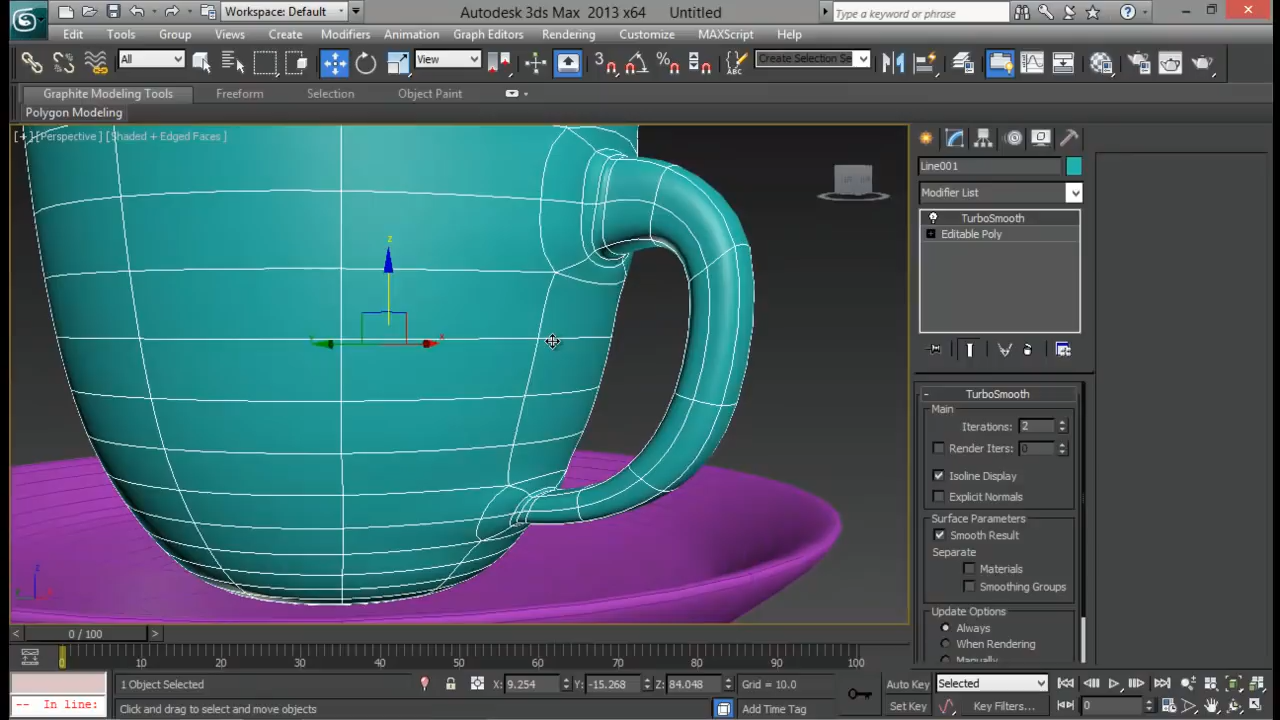 Workspace: Default
Autodesk 3ds Max 2013 x64 Untitled
Type a keyword or phrase
Edit Tools Group Views Create Modifiers Animation Graph Editors Rendering Customize MAXScript Help
All
View
3
Create Selection Se
Graphite Modeling Tools Freeform Selection Object Paint
Polygon Modeling
[ + ] [Perspective ] [Shaded + Edged Faces ]
Line001
Modifier List
TurboSmooth
Editable Poly
z
x
TurboSmooth
Main
Iterations: 2
Render Iters: 0
Isoline Display
Explicit Normals
Surface Parameters
Smooth Result
Separate
Materials
Smoothing Groups
Update Options
Always
When Rendering
Manually
z
< 0 / 100 >
0 10 20 30 40 50 60 70 80 90 100
1 Object Selected X: 9.254 Y: -15.268 Z: 84.048 Grid = 10.0 Auto Key Selected
-- In line: Click and drag to select and move objects Add Time Tag Set Key Key Filters... 0